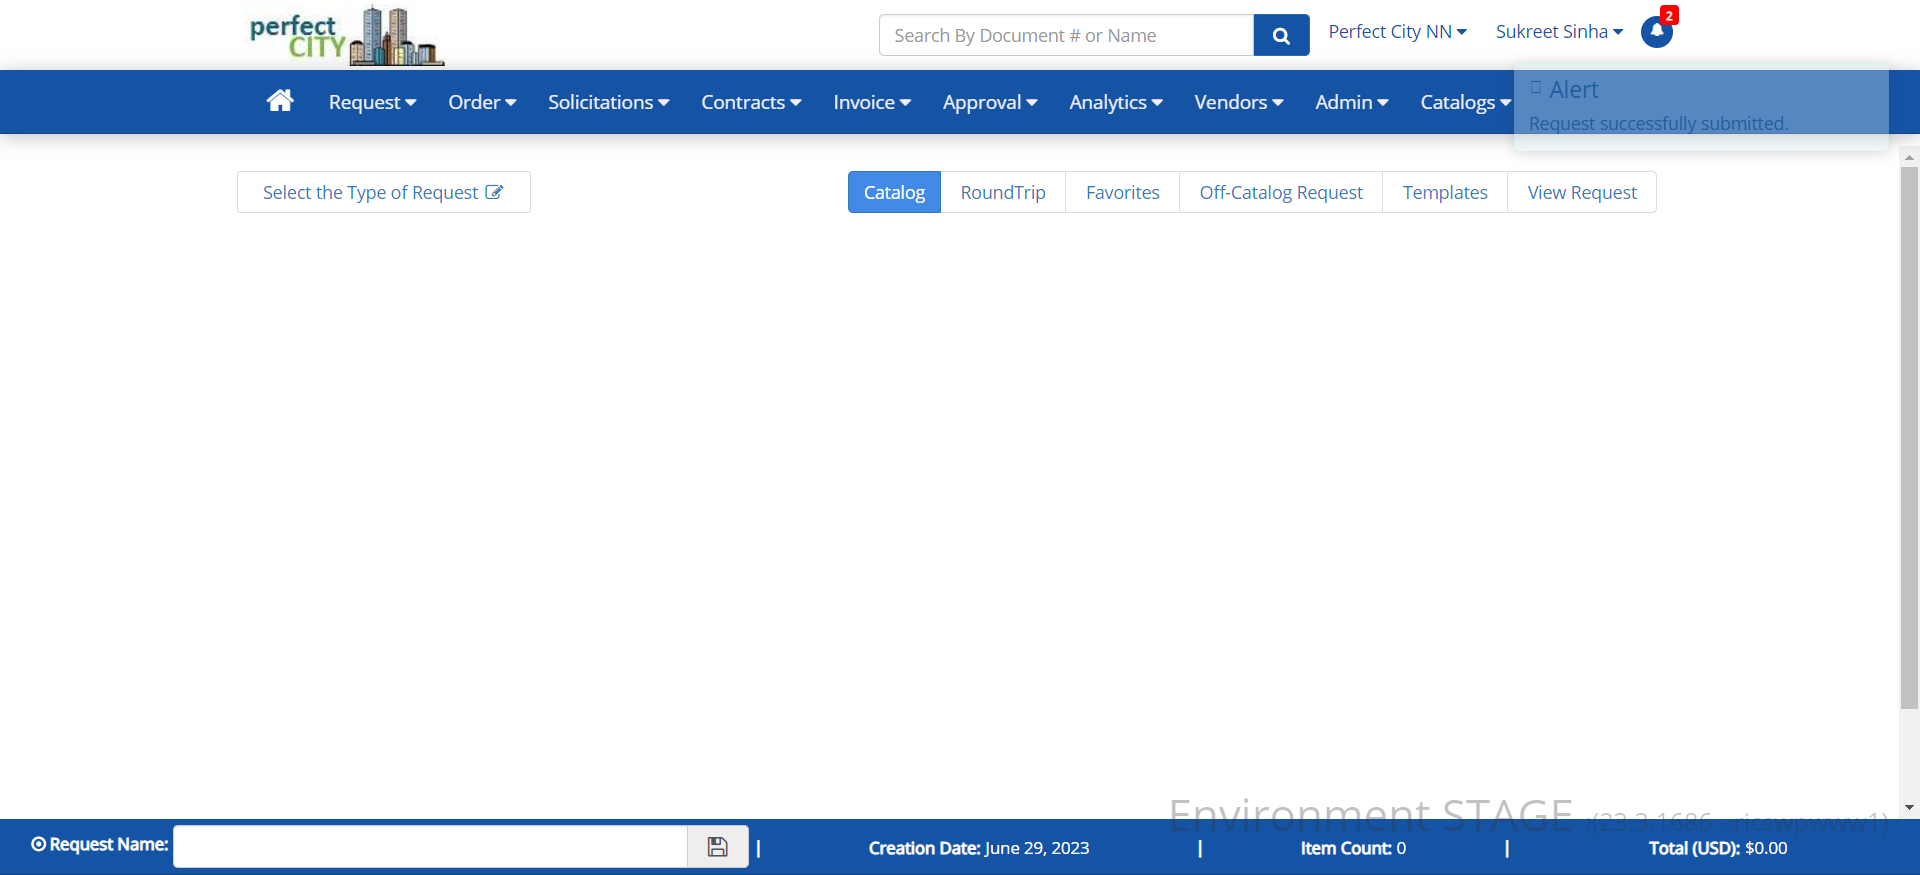 perfect
CITY
Search By Document # or Name
Perfect City NN
Sukreet Sinha
2
Request
Order
Solicitations
Contracts
Invoice
Approval
Analytics
Vendors
Admin
Catalogs
Alert
Request successfully submitted.
Select the Type of Request
Catalog
RoundTrip
Favorites
Off-Catalog Request
Templates
View Request
Environment STAGE :(23.3.1686 - ricswpwww1)
Request Name:
|
Creation Date: June 29, 2023
|
Item Count: 0
|
Total (USD): $0.00